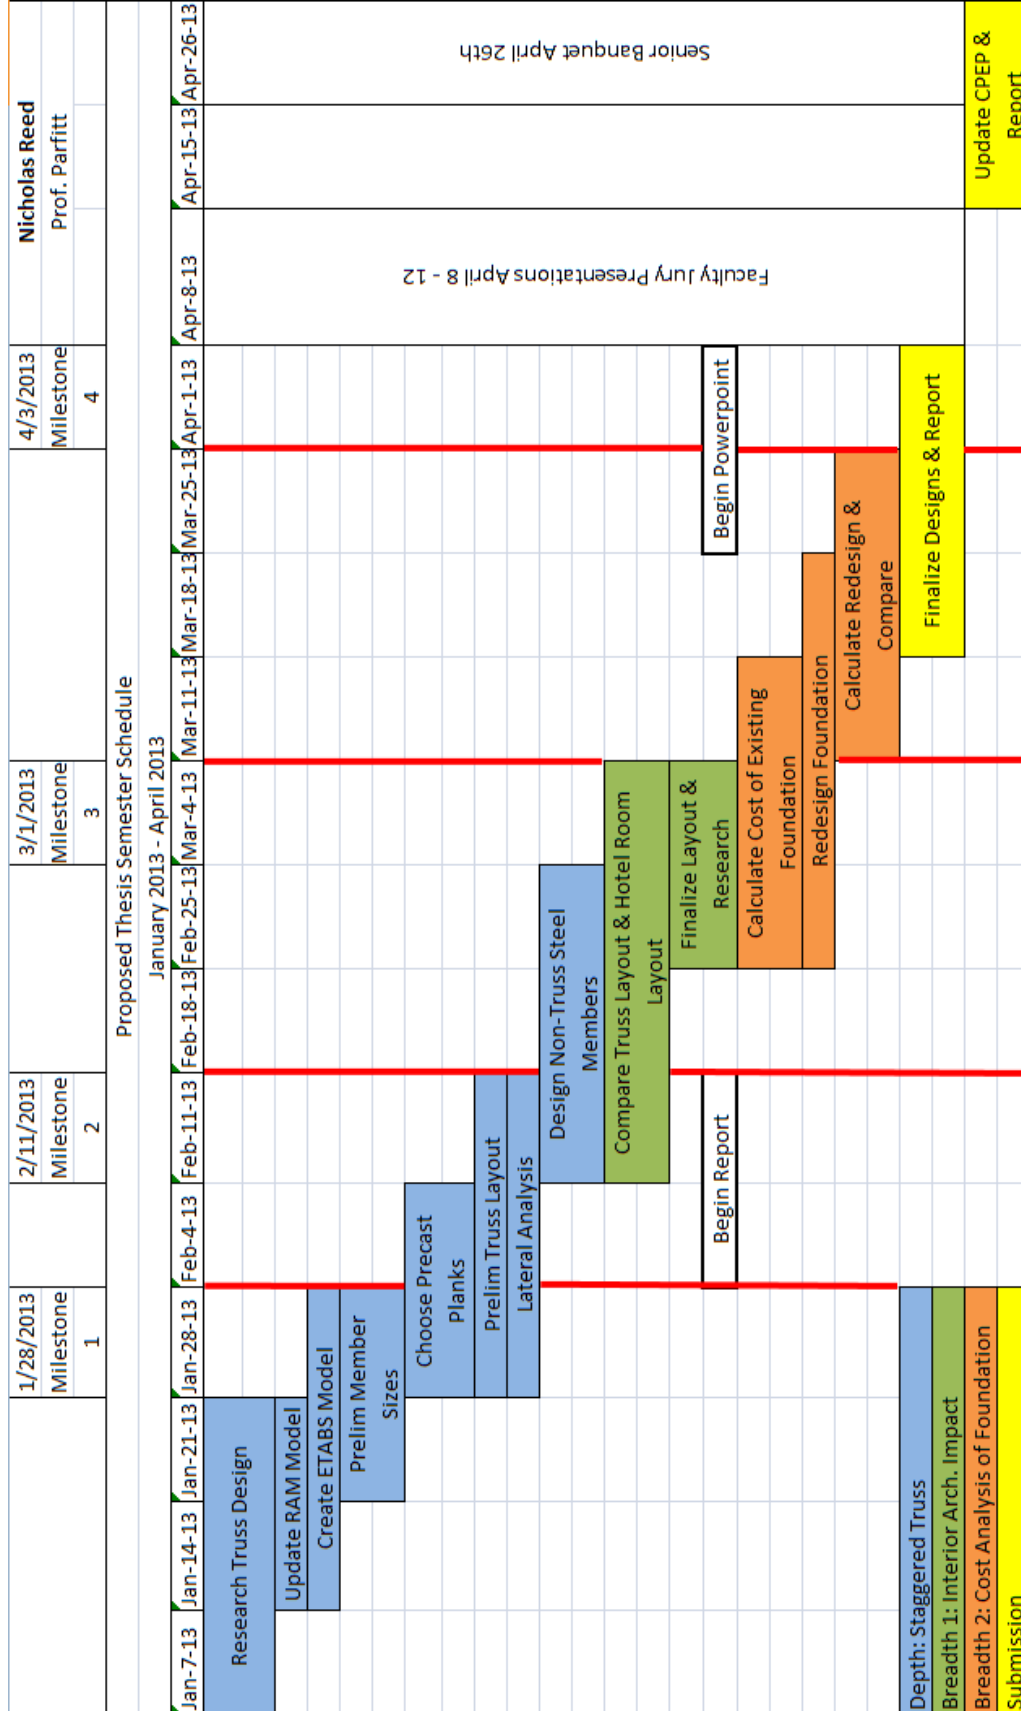 Nicholas Reed
Prof. Parfitt
1/28/2013
Milestone
1
2/11/2013
Milestone
2
3/1/2013
Milestone
3
4/3/2013
Milestone
4
Proposed Thesis Semester Schedule
January 2013 - April 2013
Jan-7-13
Jan-14-13
Jan-21-13
Jan-28-13
Feb-4-13
Feb-11-13
Feb-18-13
Feb-25-13
Mar-4-13
Mar-11-13
Mar-18-13
Mar-25-13
Apr-1-13
Apr-8-13
Apr-15-13
Apr-26-13
Research Truss Design
Update RAM Model
Create ETABS Model
Prelim Member
Sizes
Choose Precast
Planks
Prelim Truss Layout
Lateral Analysis
Design Non-Truss Steel
Members
Compare Truss Layout & Hotel Room
Layout
Finalize Layout &
Research
Begin Report
Begin Powerpoint
Calculate Cost of Existing
Foundation
Redesign Foundation
Calculate Redesign &
Compare
Finalize Designs & Report
Faculty Jury Presentations April 8 - 12
Senior Banquet April 26th
Update CPEP &
Report
Depth: Staggered Truss
Breadth 1: Interior Arch. Impact
Breadth 2: Cost Analysis of Foundation
Submission